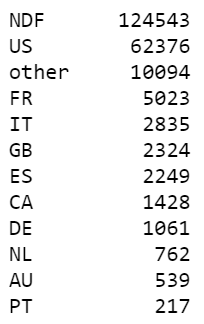 NDF 124543
US 62376
other 10094
FR 5023
IT 2835
GB 2324
ES 2249
CA 1428
DE 1061
NL 762
AU 539
PT 217